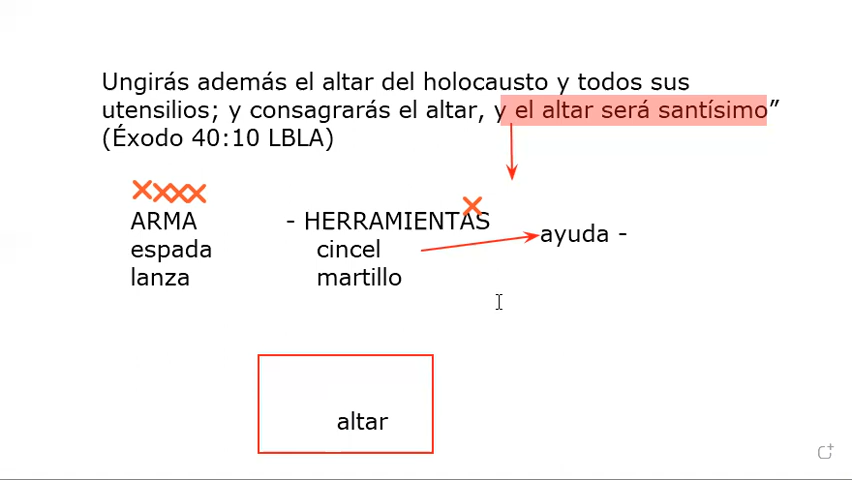 Ungirás además el altar del holocausto y todos sus
utensilios; y consagrarás el altar, y el altar será santísimo”
(Éxodo 40:10 LBLA)
ARMA - HERRAMIENTAS
espada cincel ayuda -
lanza martillo
altar